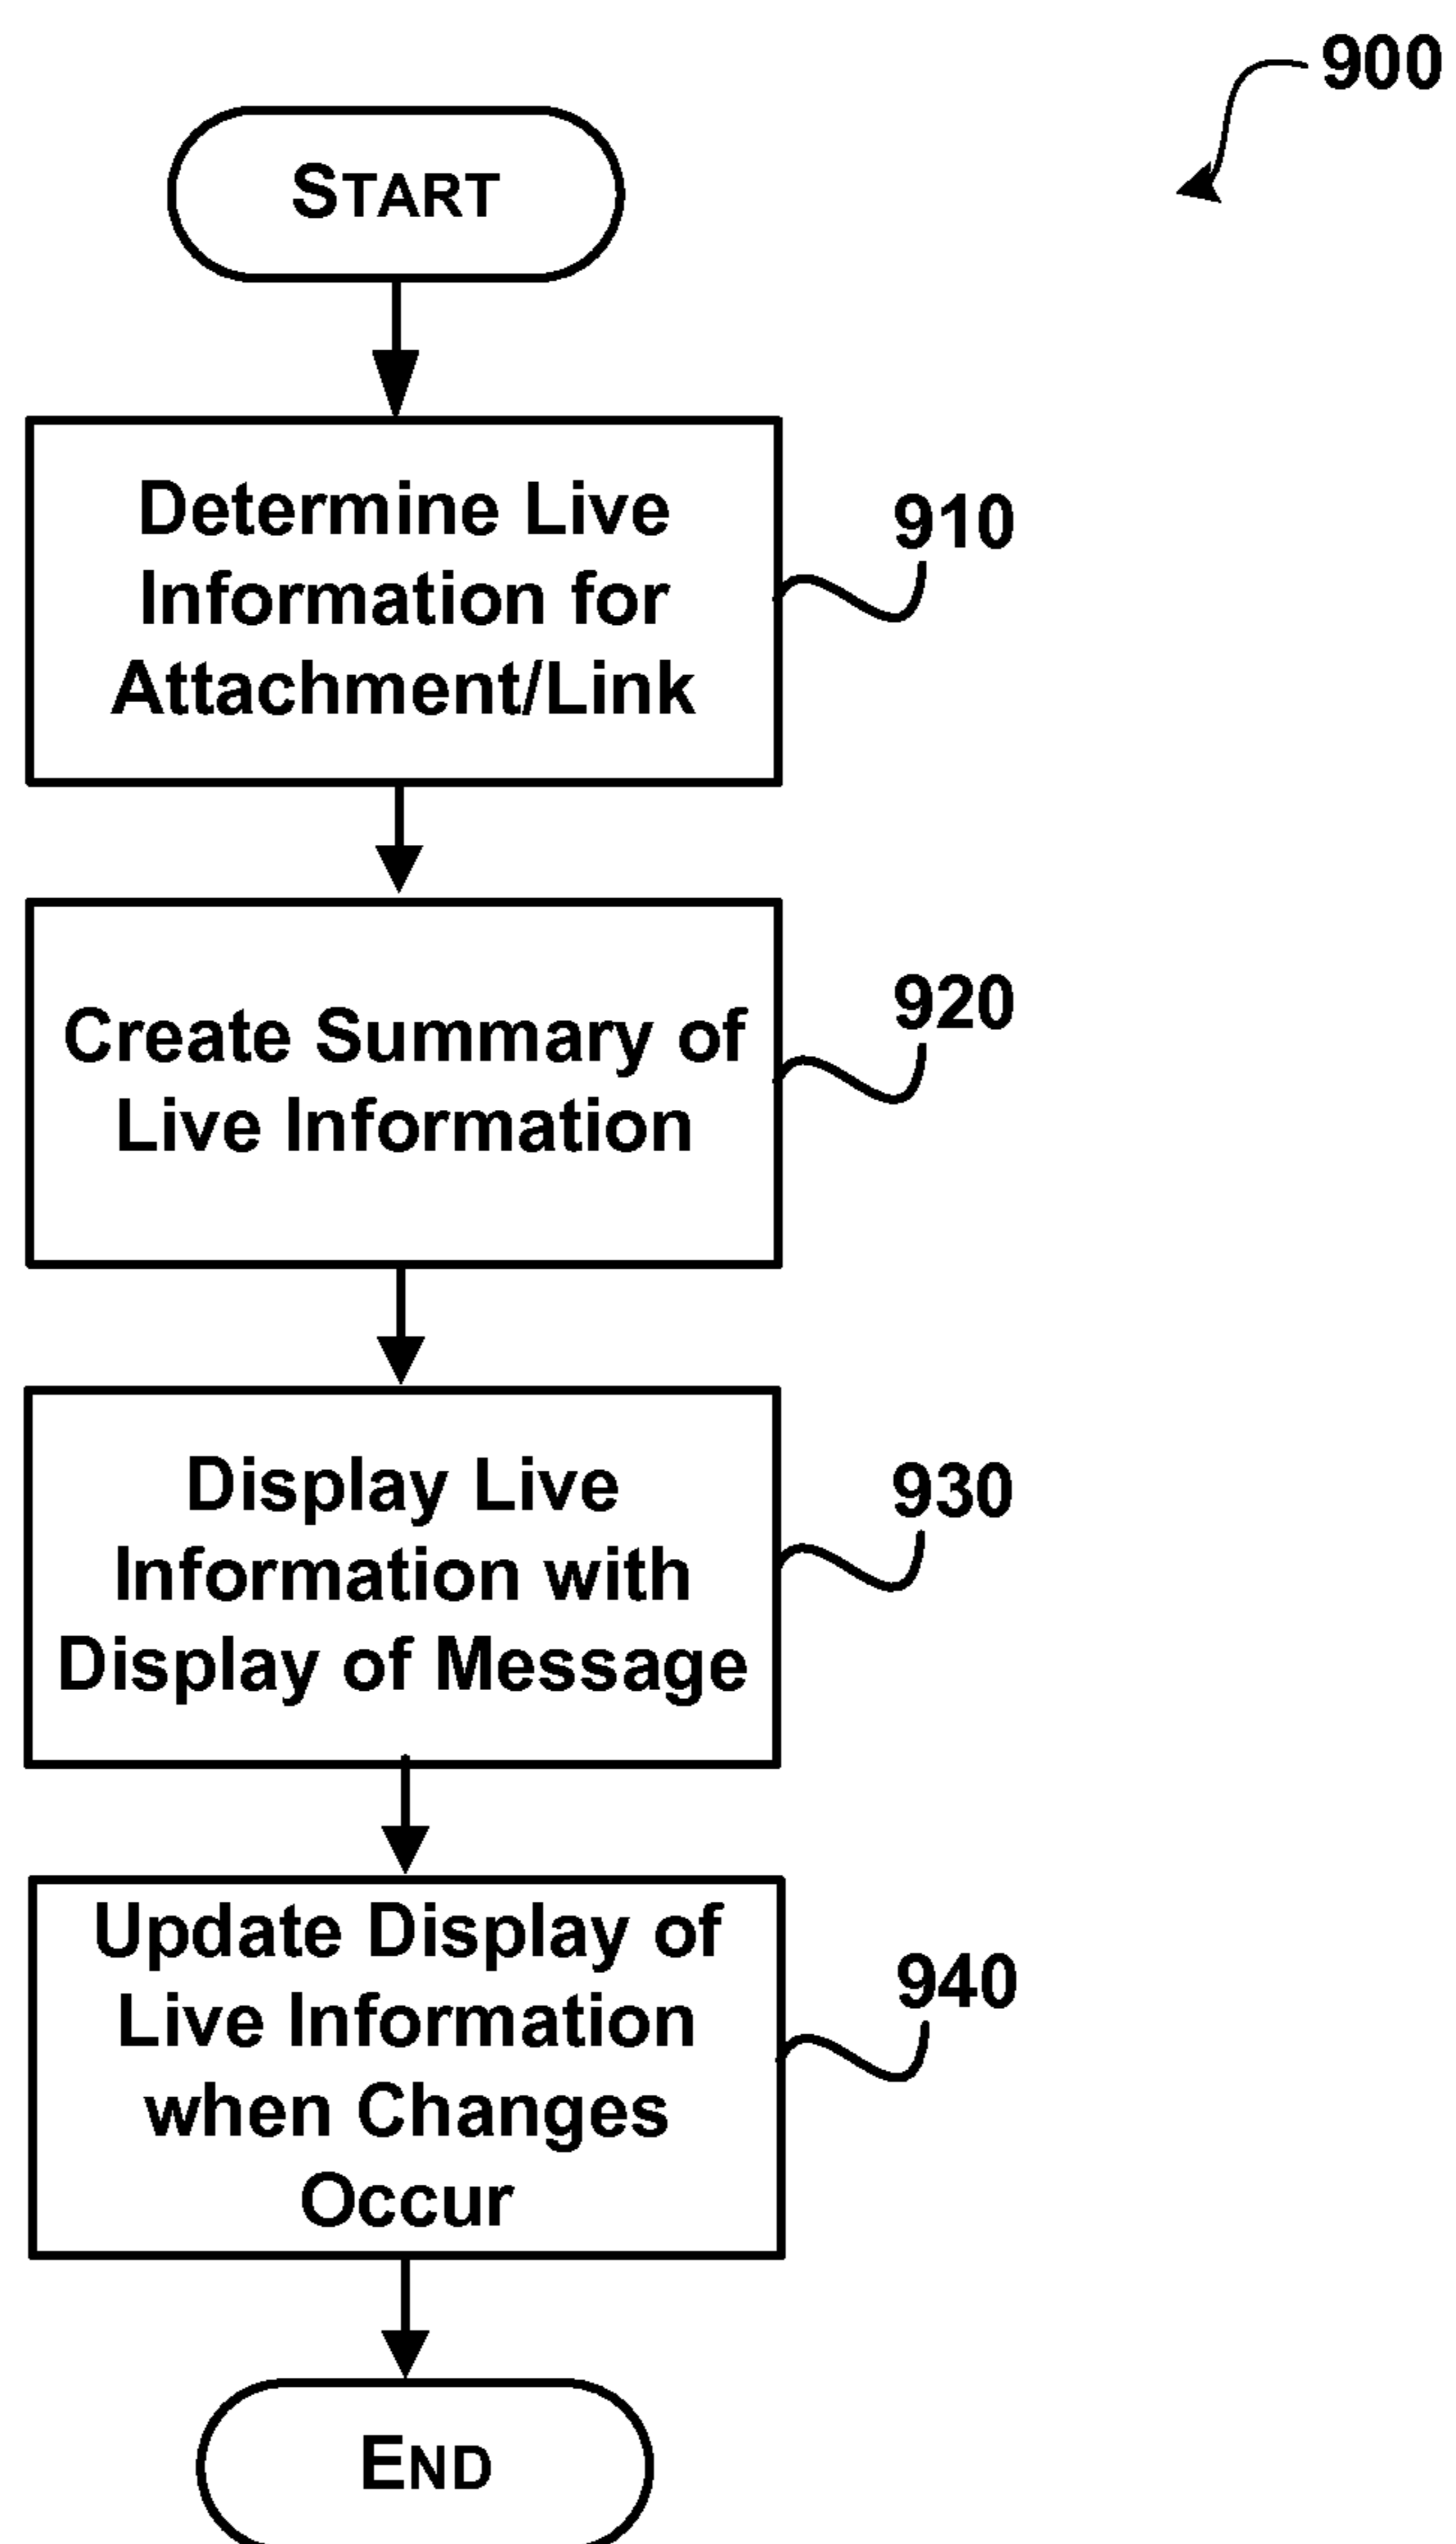 900
START
Determine Live
Information for
Attachment/Link
910
Create Summary of
Live Information
920
Display Live
Information with
Display of Message
930
Update Display of
Live Information
when Changes
Occur
940
END